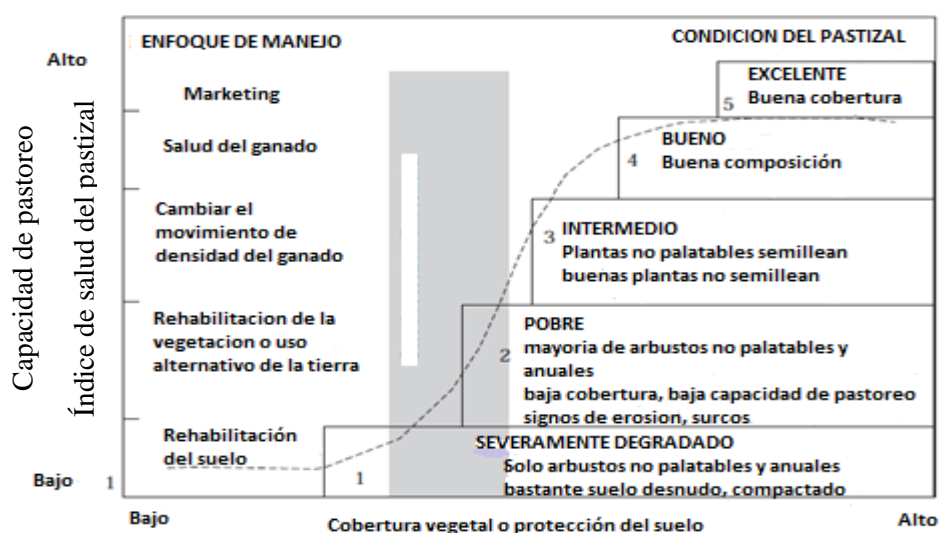 ENFOQUE DE MANEJO
CONDICION DEL PASTIZAL
Alto
Capacidad de pastoreo
Índice de salud del pastizal
Marketing
Salud del ganado
Cambiar el
movimiento de
densidad del ganado
Rehabilitacion de la
vegetacion o uso
alternativo de la tierra
Rehabilitación
del suelo
EXCELENTE
5 Buena cobertura
BUENO
4 Buena composición
3 INTERMEDIO
Plantas no palatables semillean
buenas plantas no semillean
POBRE
2 mayoria de arbustos no palatables y
anuales
baja cobertura, baja capacidad de pastoreo
signos de erosion, surcos
SEVERAMENTE DEGRADADO
1 Solo arbustos no palatables y anuales
bastante suelo desnudo, compactado
Bajo 1
Bajo
Cobertura vegetal o protección del suelo
Alto